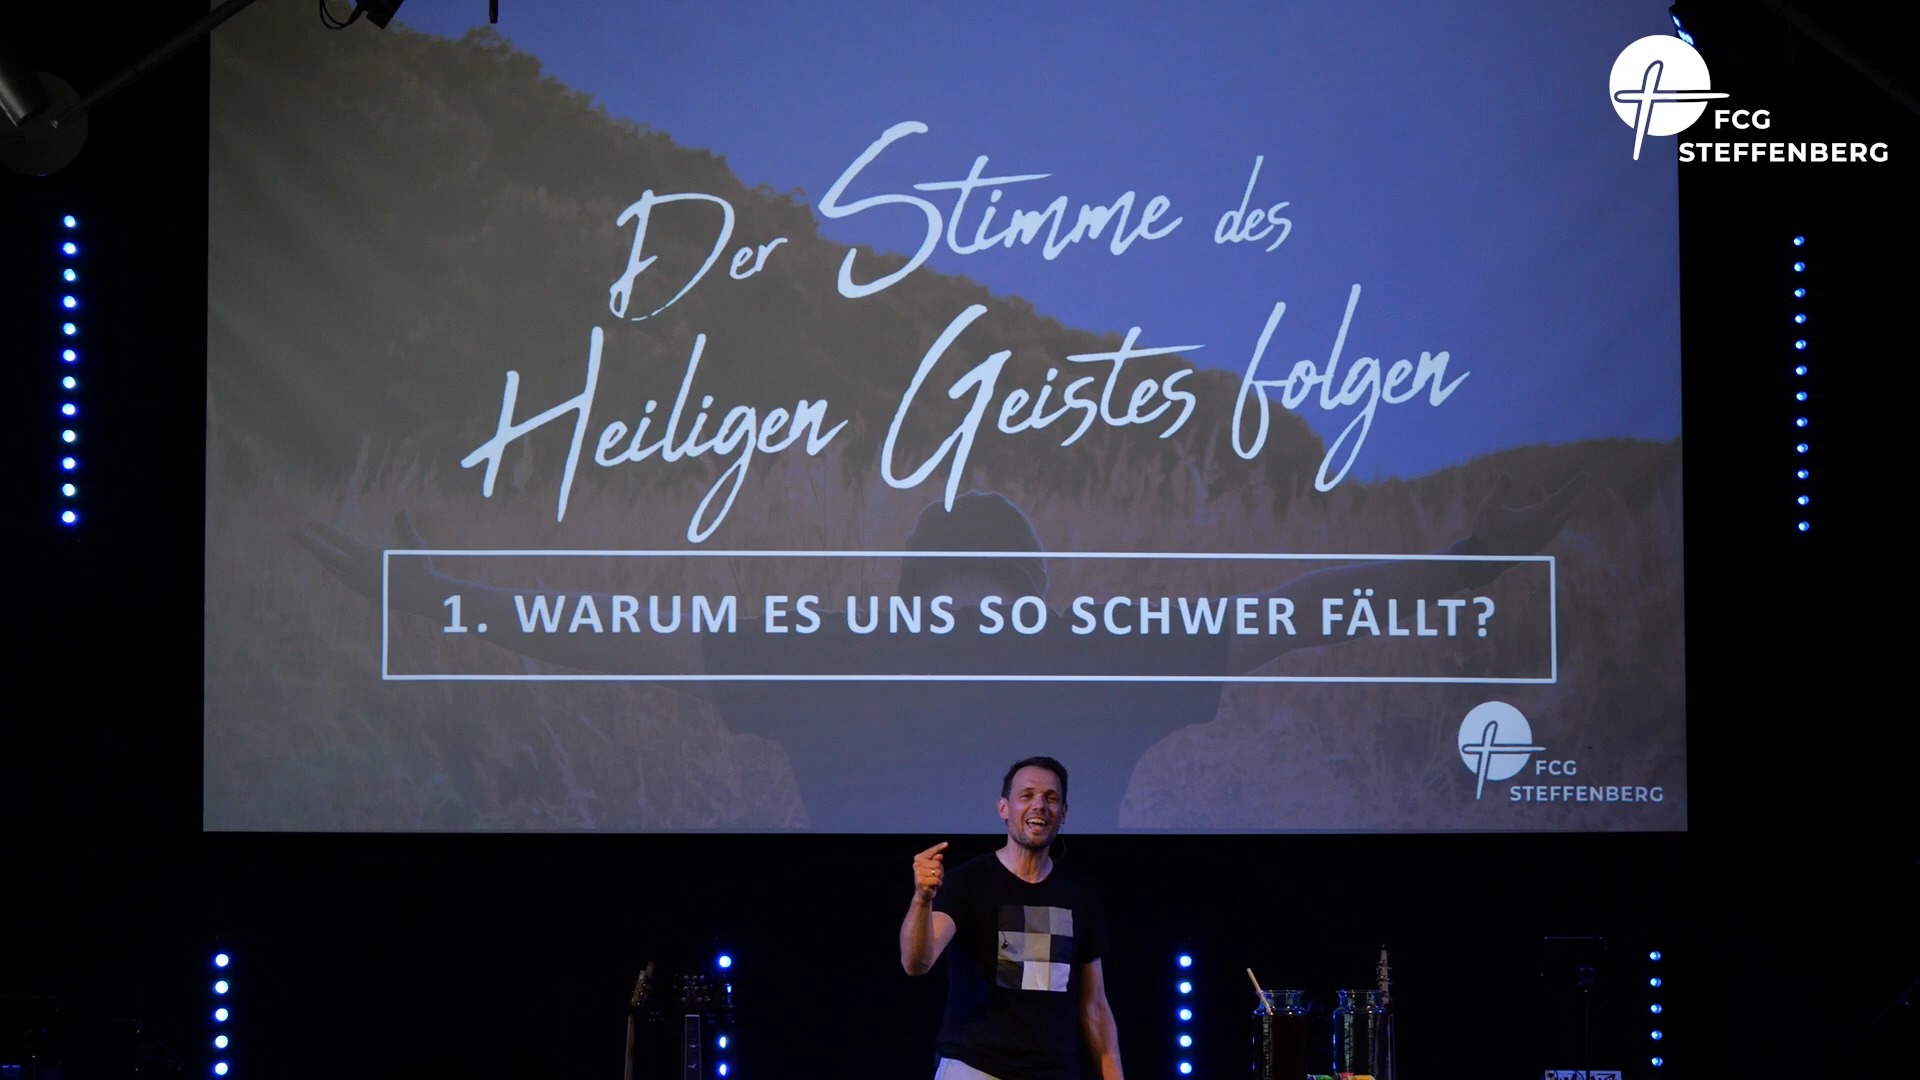 FCG
STEFFENBERG
Der Stimme des
Heiligen Geistes folgen
1. WARUM ES UNS SO SCHWER FÄLLT?
FCG
STEFFENBERG